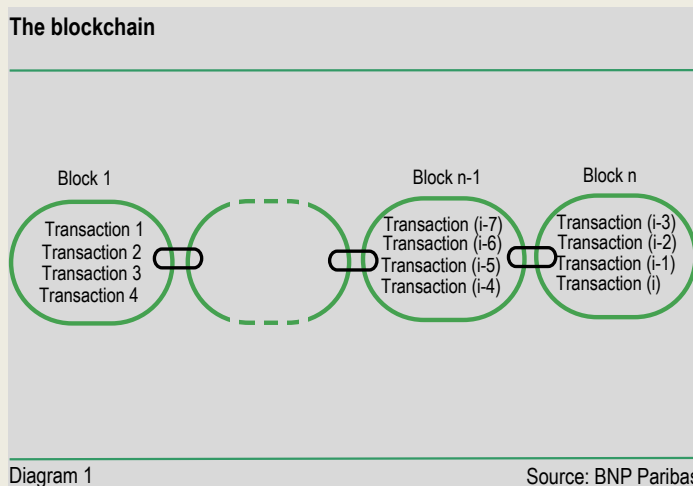 The blockchain
Block 1
Transaction 1
Transaction 2
Transaction 3
Transaction 4
Block n-1
Transaction (i-7)
Transaction (i-6)
Transaction (i-5)
Transaction (i-4)
Block n
Transaction (i-3)
Transaction (i-2)
Transaction (i-1)
Transaction (i)
Diagram 1
Source: BNP Paribas